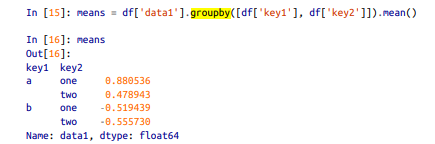 In [15]: means = df['data1'].groupby([df['key1'], df['key2']]).mean()
In [16]: means
Out[16]:
key1  key2
a     one     0.880536
      two     0.478943
b     one    -0.519439
      two    -0.555730
Name: data1, dtype: float64